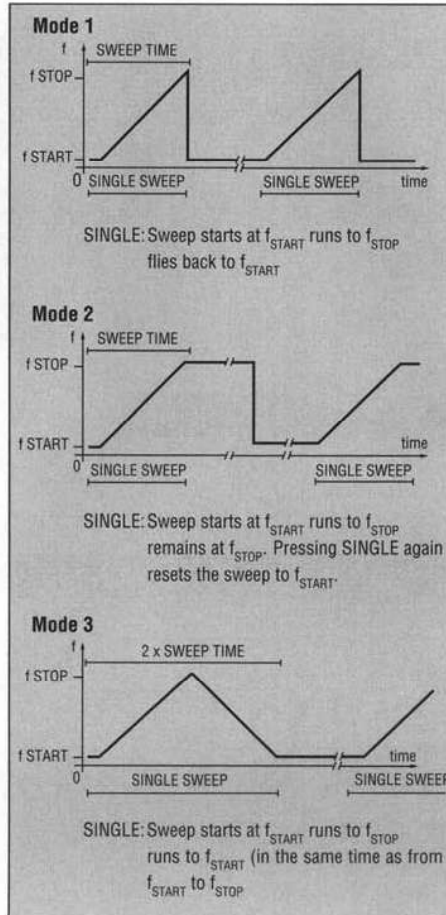 Mode 1
f
SWEEP TIME
f STOP
f START
0
SINGLE SWEEP
SINGLE SWEEP
time
SINGLE: Sweep starts at fSTART runs to fSTOP
flies back to fSTART
Mode 2
f
SWEEP TIME
f STOP
f START
0
time
SINGLE SWEEP
SINGLE SWEEP
SINGLE: Sweep starts at fSTART runs to fSTOP
remains at fSTOP. Pressing SINGLE again
resets the sweep to fSTART.
Mode 3
f
2 x SWEEP TIME
f STOP
f START
0
time
SINGLE SWEEP
SINGLE SWEEP
SINGLE: Sweep starts at fSTART runs to fSTOP
runs to fSTART (in the same time as from
fSTART to fSTOP